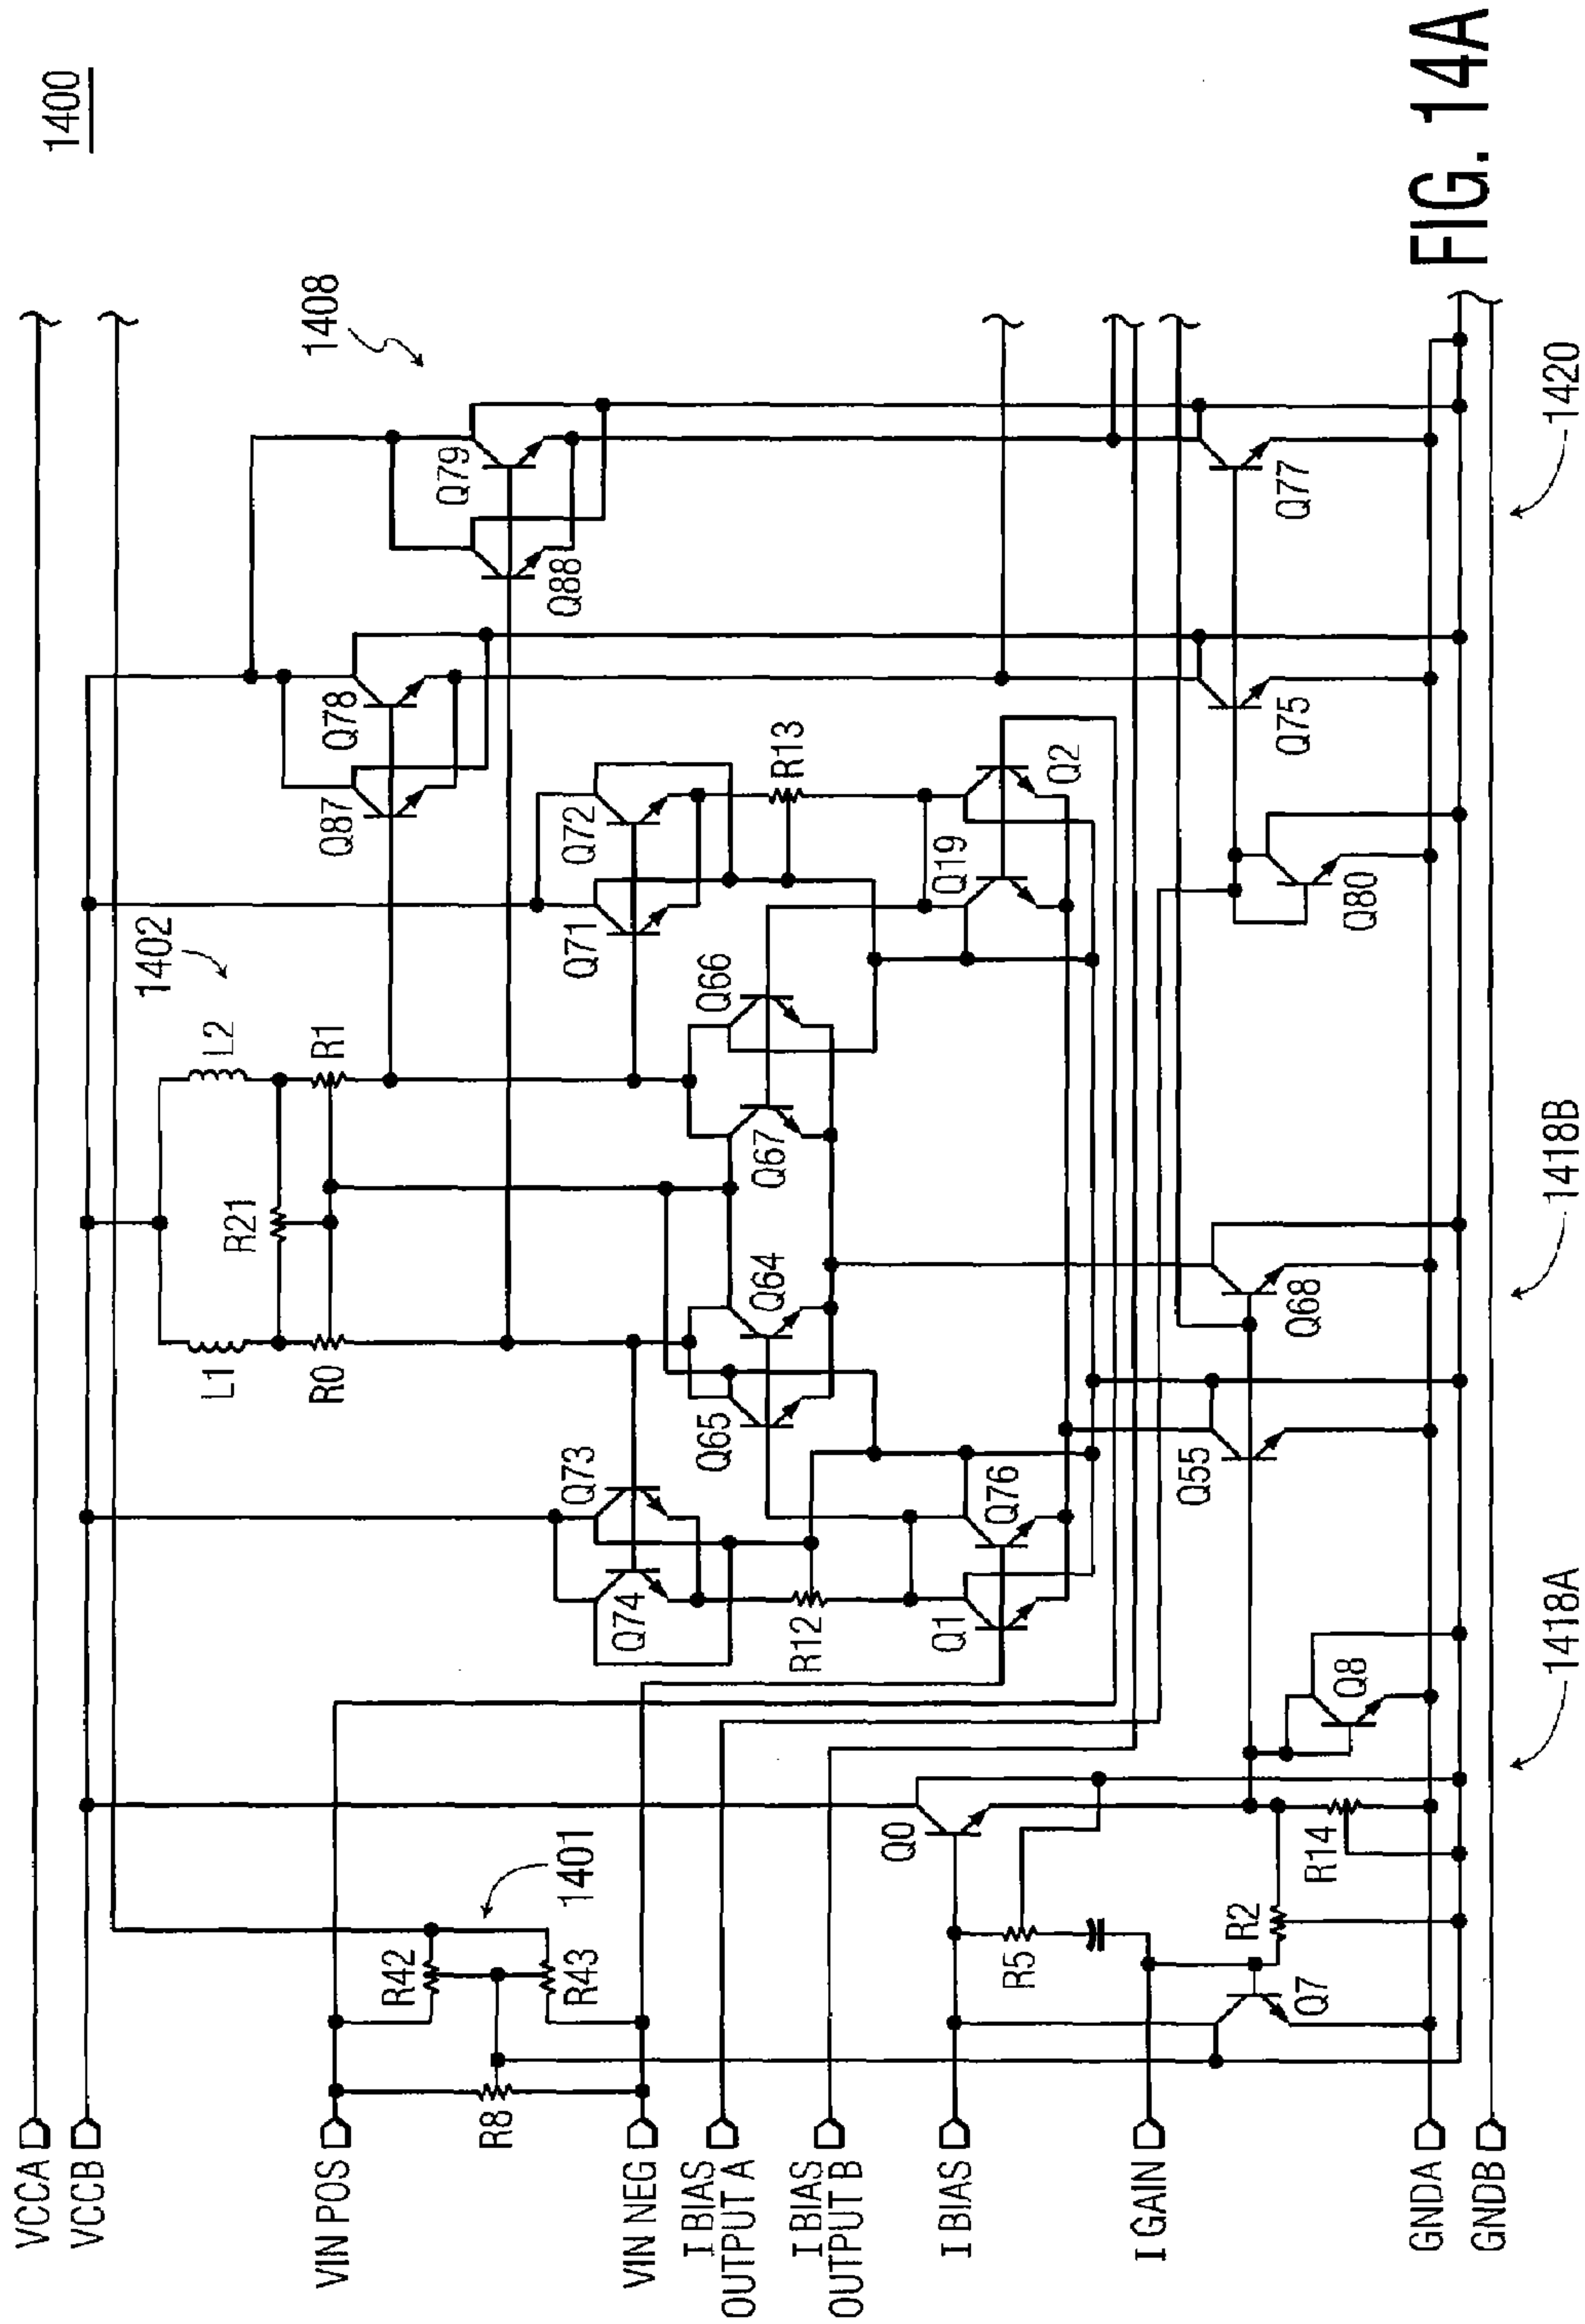 1400
1408
1402
1401
VCCA
VCCB
VIN POS
VIN NEG
I BIAS
OUTPUT A
I BIAS
OUTPUT B
I BIAS
I GAIN
GNDA
GNDB
L1
L2
R21
R0
R1
Q87
Q78
Q88
Q79
R42
R43
R8
Q74
Q73
Q65
Q64
Q67
Q66
Q71
Q72
R12
R13
Q1
Q76
Q19
Q2
Q0
R5
R2
Q7
R14
Q8
Q55
Q68
Q80
Q75
Q77
1418A
1418B
1420
FIG. 14A